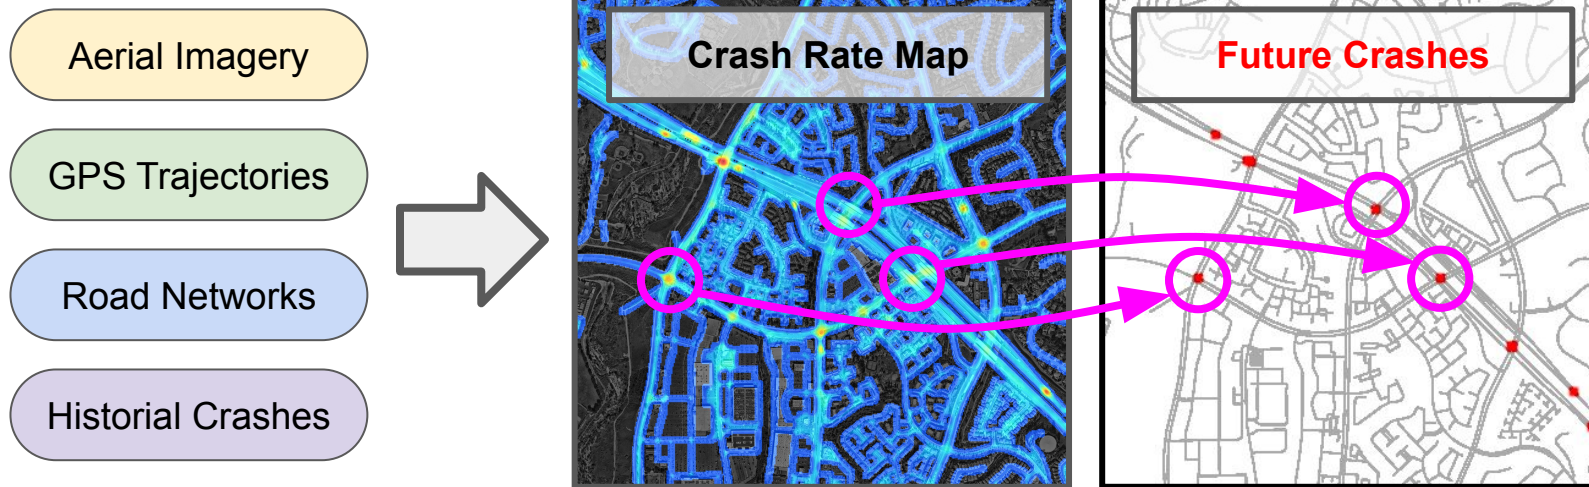 Aerial Imagery
GPS Trajectories
Road Networks
Historial Crashes
Crash Rate Map
Future Crashes